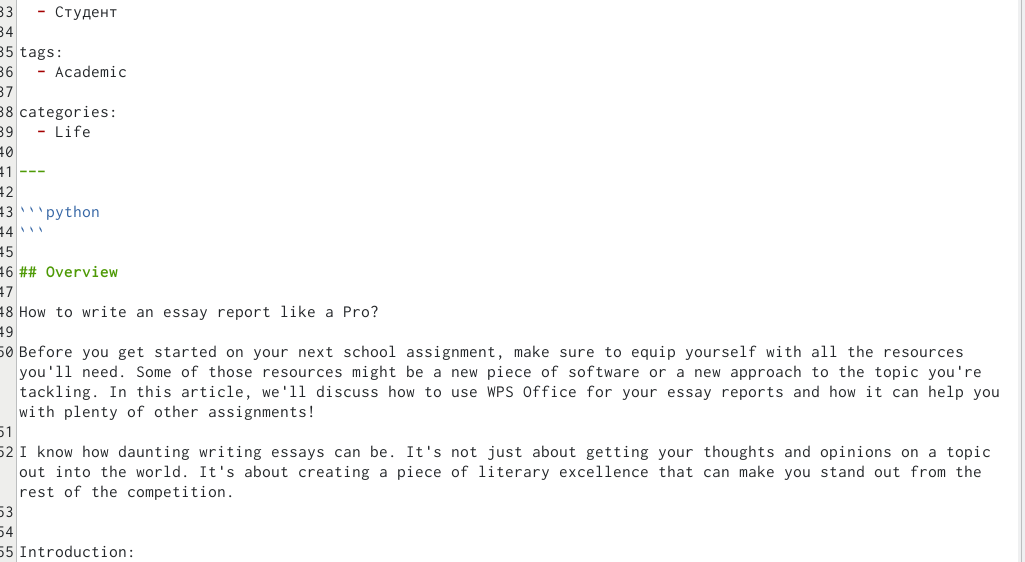 33 - Студент
34
35 tags:
36 - Academic
37
38 categories:
39 - Life
40
41 ---
42
43 ```python
44 ```
45
46 ## Overview
47
48 How to write an essay report like a Pro?
49
50 Before you get started on your next school assignment, make sure to equip yourself with all the resources
you'll need. Some of those resources might be a new piece of software or a new approach to the topic you're
tackling. In this article, we'll discuss how to use WPS Office for your essay reports and how it can help you
with plenty of other assignments!
51
52 I know how daunting writing essays can be. It's not just about getting your thoughts and opinions on a topic
out into the world. It's about creating a piece of literary excellence that can make you stand out from the
rest of the competition.
53
54
55 Introduction: